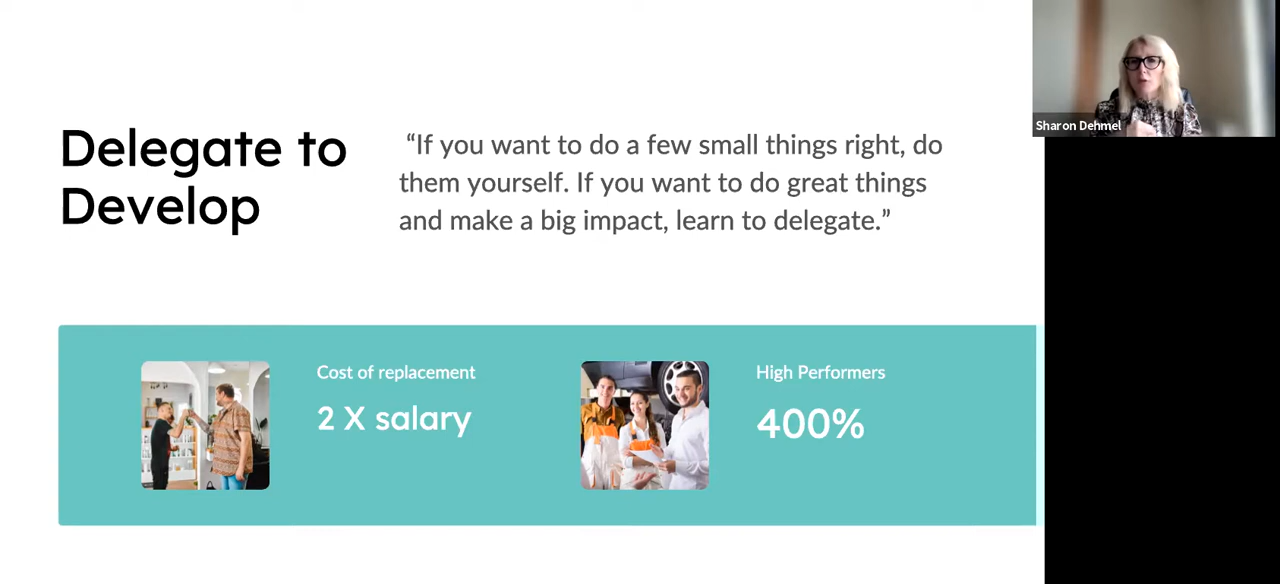 Delegate to
Develop
“If you want to do a few small things right, do
them yourself. If you want to do great things
and make a big impact, learn to delegate.”
Cost of replacement
2 X salary
High Performers
400%
Sharon Dehmel